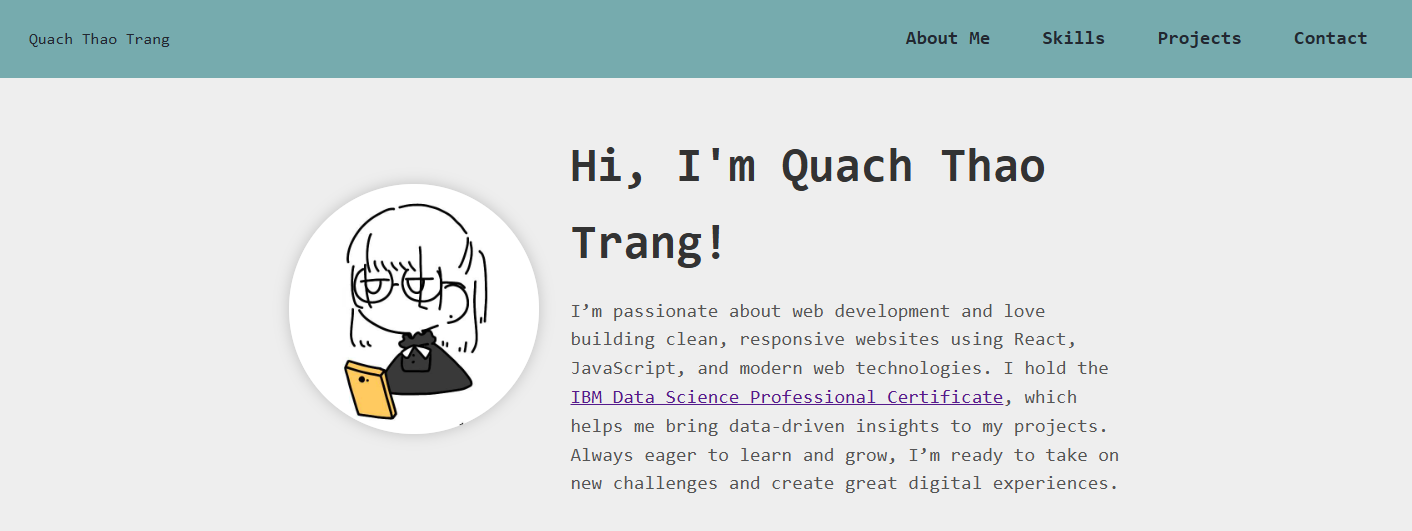 Quach Thao Trang
About Me Skills Projects Contact
Hi, I'm Quach Thao
Trang!
I’m passionate about web development and love
building clean, responsive websites using React,
JavaScript, and modern web technologies. I hold the
IBM Data Science Professional Certificate, which
helps me bring data-driven insights to my projects.
Always eager to learn and grow, I’m ready to take on
new challenges and create great digital experiences.